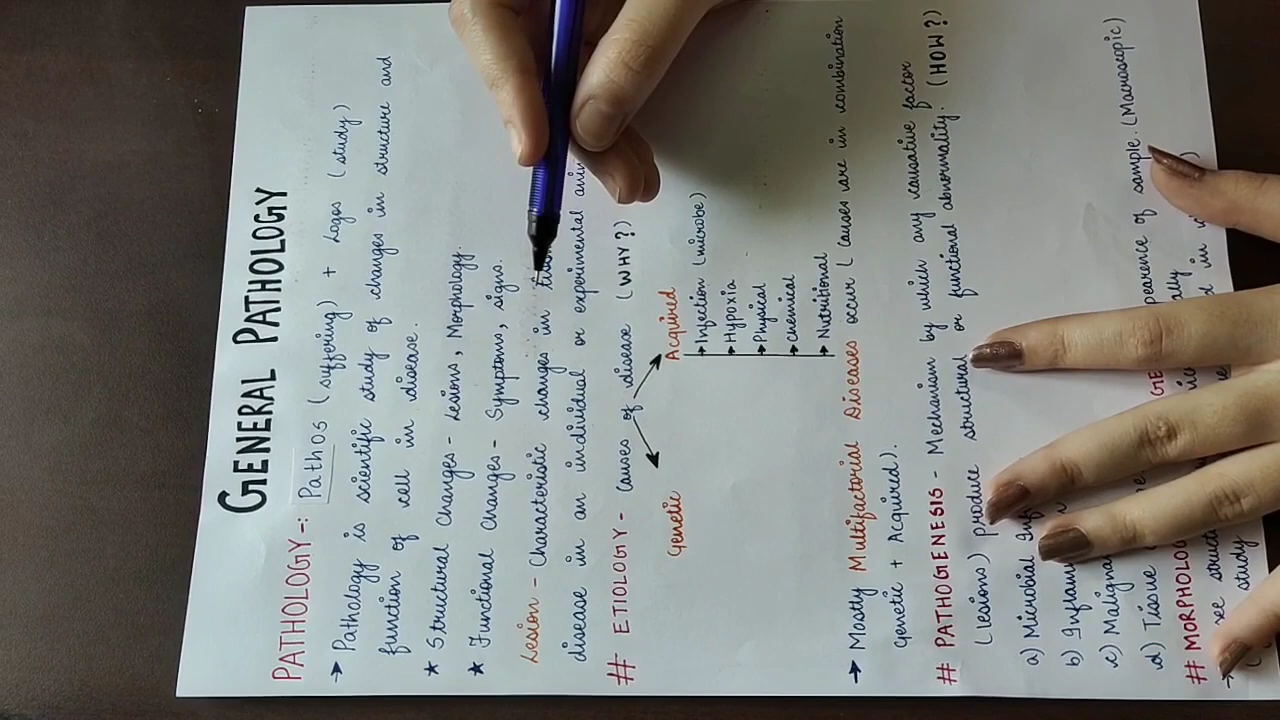 GENERAL PATHOLOGY
PATHOLOGY-: Pathos (suffering) + Logos (study)
→ Pathology is scientific study of changes in structure and
function of cell in disease.
★ Structural Changes - Lesions, Morphology.
★ Functional Changes - Symptoms, signs.
Lesion - Characteristic changes in
disease in an individual or experimental
# ETIOLOGY - Causes of disease (WHY?)
Genetic Acquired
→ Infection (microbe)
→ Hypoxia
→ Physical
→ Chemical
→ Nutritional
→ Mostly Multifactorial Diseases occur (Causes are in combination
Genetic + Acquired).
# PATHOGENESIS - Mechanism by which any causative factor
(lesions) produce structural or functional abnormality. (HOW?)
a) Microbial
b)
c)
d) Tissue
sample. (Macroscopic)
# 
→ see in
study